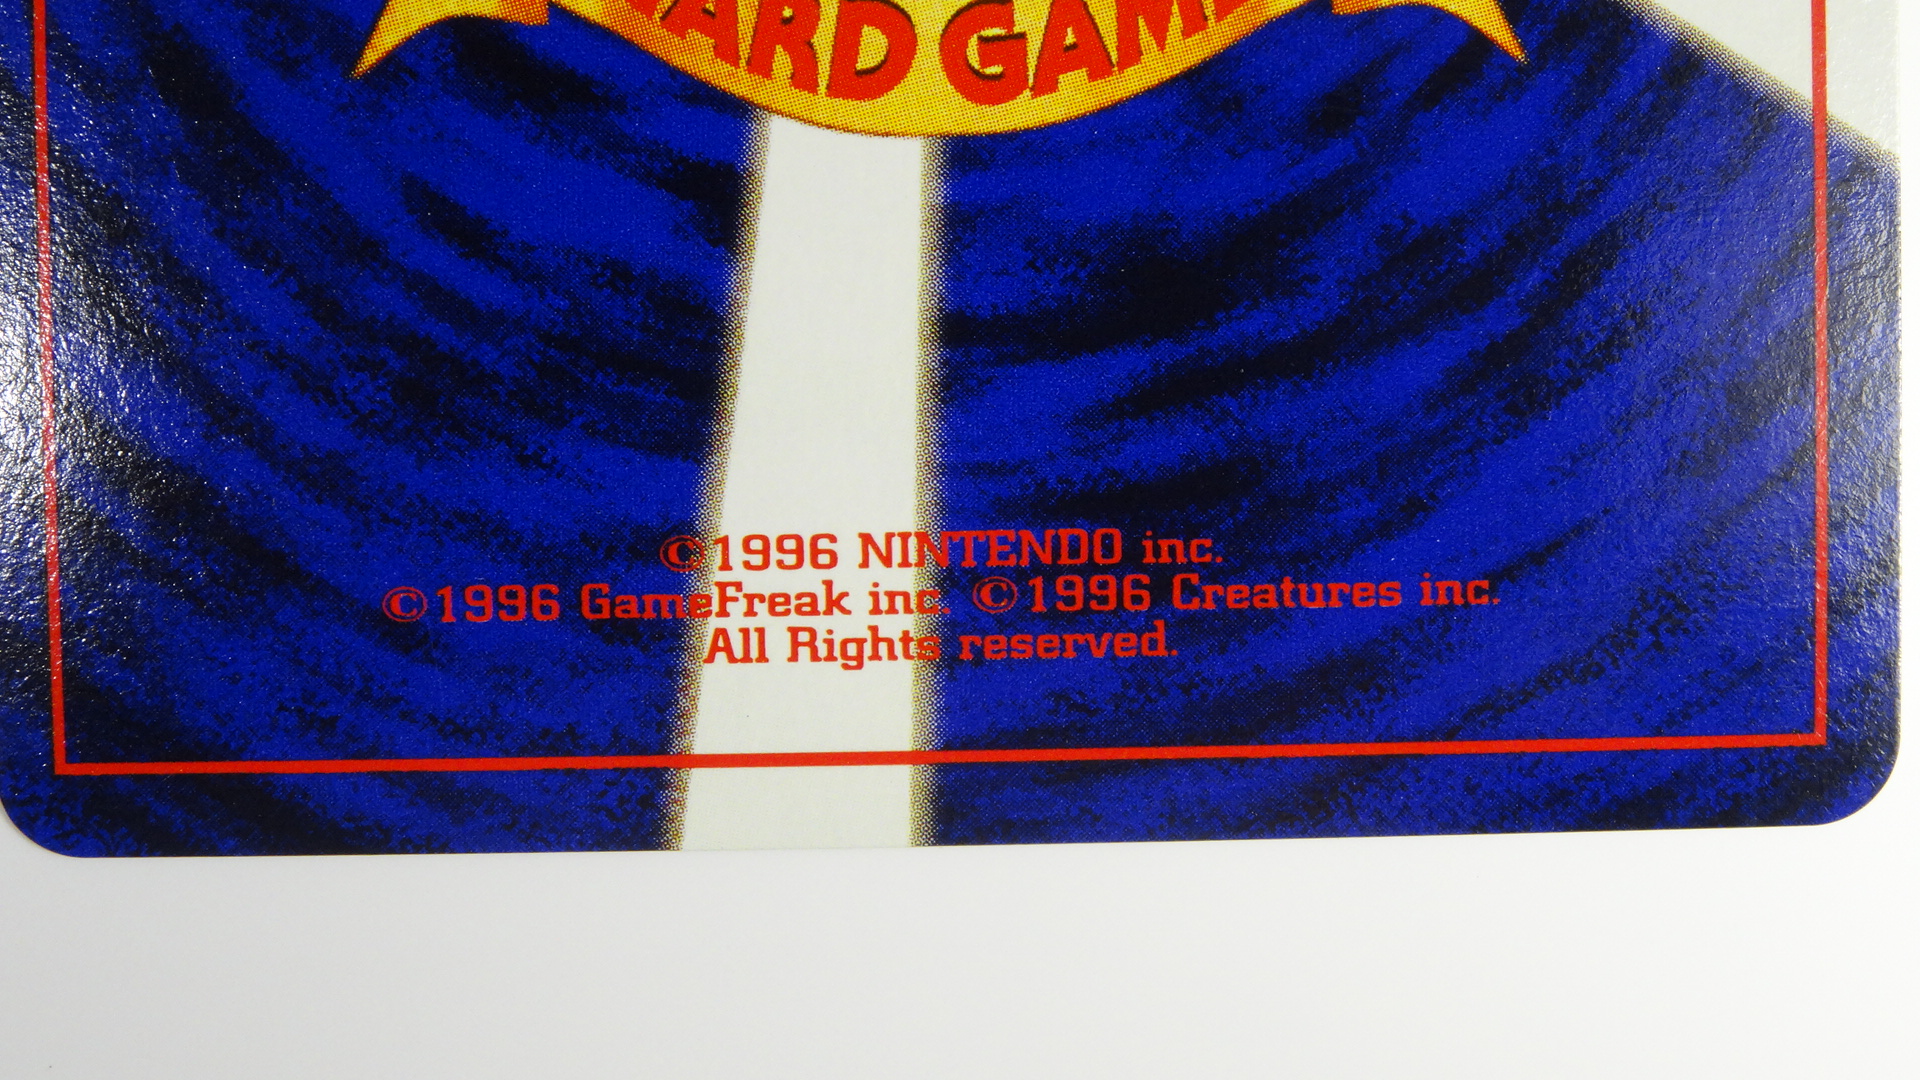 CARD GAME
©1996 NINTENDO inc.
©1996 GameFreak inc. ©1996 Creatures inc.
All Rights reserved.